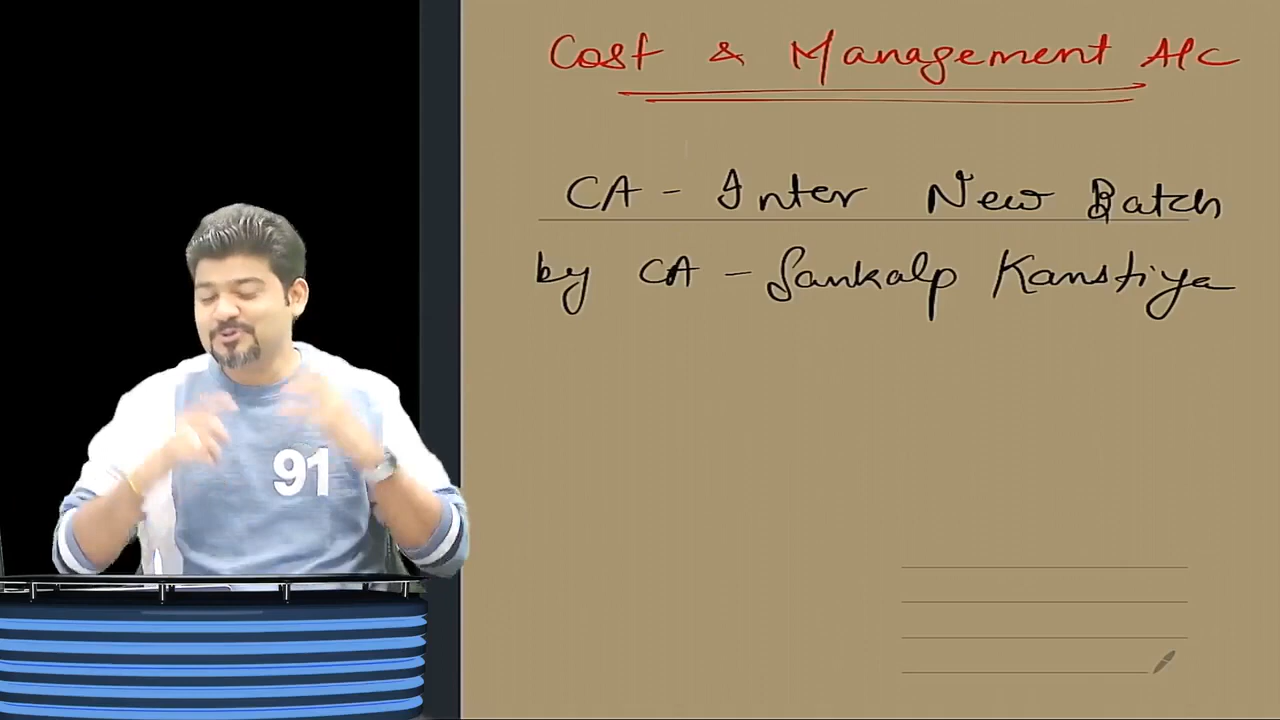 Cost & Management A/c
CA - Inter New Batch
by CA - Sankalp Kanstiya
91